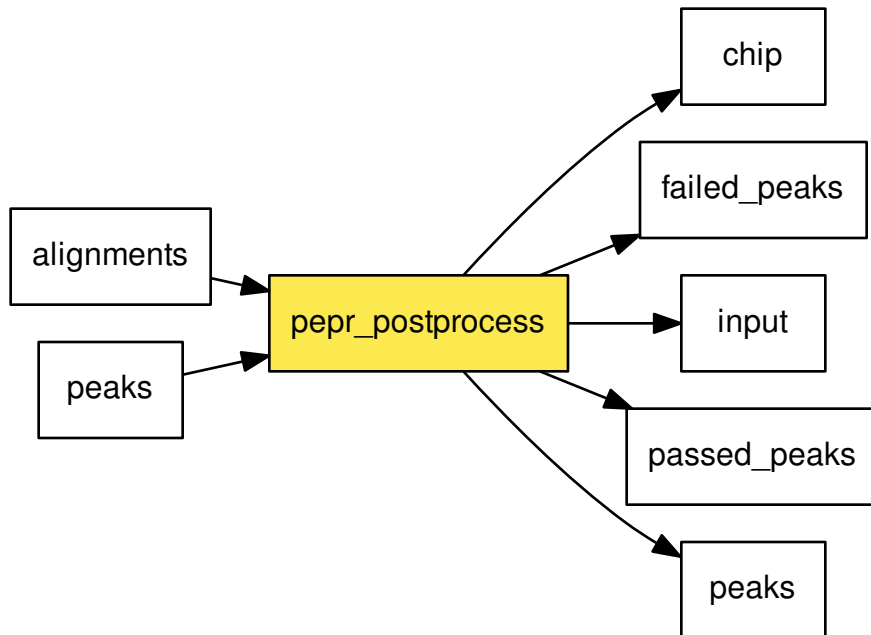 alignments
peaks
pepr_postprocess
chip
failed_peaks
input
passed_peaks
peaks